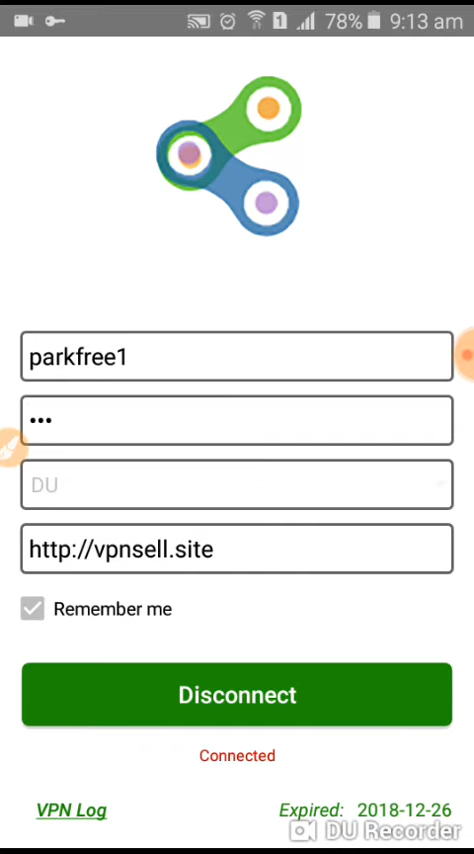 1 78% 9:13 am
parkfree1
•••
DU
http://vpnsell.site
Remember me
Disconnect
Connected
VPN Log Expired: 2018-12-26
DU Recorder